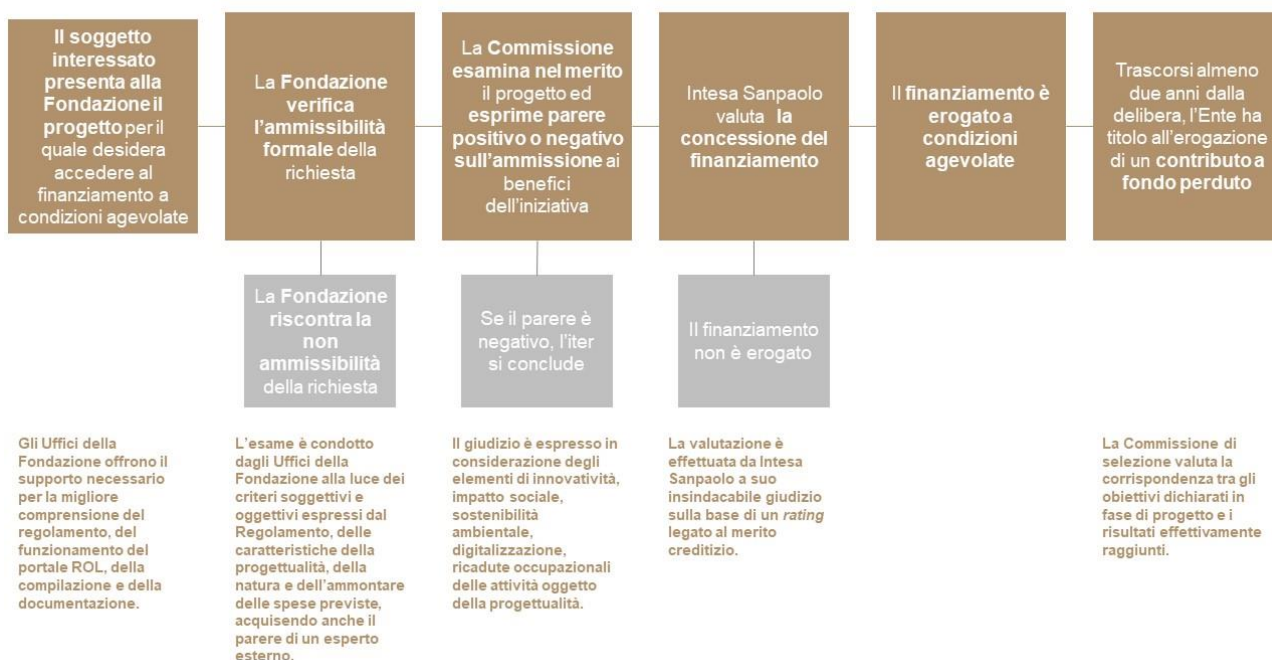 Il soggetto
interessato
presenta alla
Fondazione il
progetto per il
quale desidera
accedere al
finanziamento a
condizioni agevolate
La Fondazione
verifica
l'ammissibilità
formale della
richiesta
La Commissione
esamina nel merito
il progetto ed
esprime parere
positivo o negativo
sull'ammissione ai
benefici
dell'iniziativa
Intesa Sanpaolo
valuta la
concessione del
finanziamento
Il finanziamento è
erogato a
condizioni
agevolate
Trascorsi almeno
due anni dalla
delibera, l'Ente ha
titolo all'erogazione
di un contributo a
fondo perduto
La Fondazione
riscontra la
non
ammissibilità
della richiesta
Se il parere è
negativo, l'iter
si conclude
Il finanziamento
non è erogato
Gli Uffici della
Fondazione offrono il
supporto necessario
per la migliore
comprensione del
regolamento, del
funzionamento del
portale ROL, della
compilazione e della
documentazione.
L'esame è condotto
dagli Uffici della
Fondazione alla luce dei
criteri soggettivi e
oggettivi espressi dal
Regolamento, delle
caratteristiche della
progettualità, della
natura e dell'ammontare
delle spese previste,
acquisendo anche il
parere di un esperto
esterno.
Il giudizio è espresso in
considerazione degli
elementi di innovatività,
impatto sociale,
sostenibilità
ambientale,
digitalizzazione,
ricadute occupazionali
delle attività oggetto
della progettualità.
La valutazione è
effettuata da Intesa
Sanpaolo a suo
insindacabile giudizio
sulla base di un rating
legato al merito
creditizio.
La Commissione di
selezione valuta la
corrispondenza tra gli
obiettivi dichiarati in
fase di progetto e i
risultati effettivamente
raggiunti.